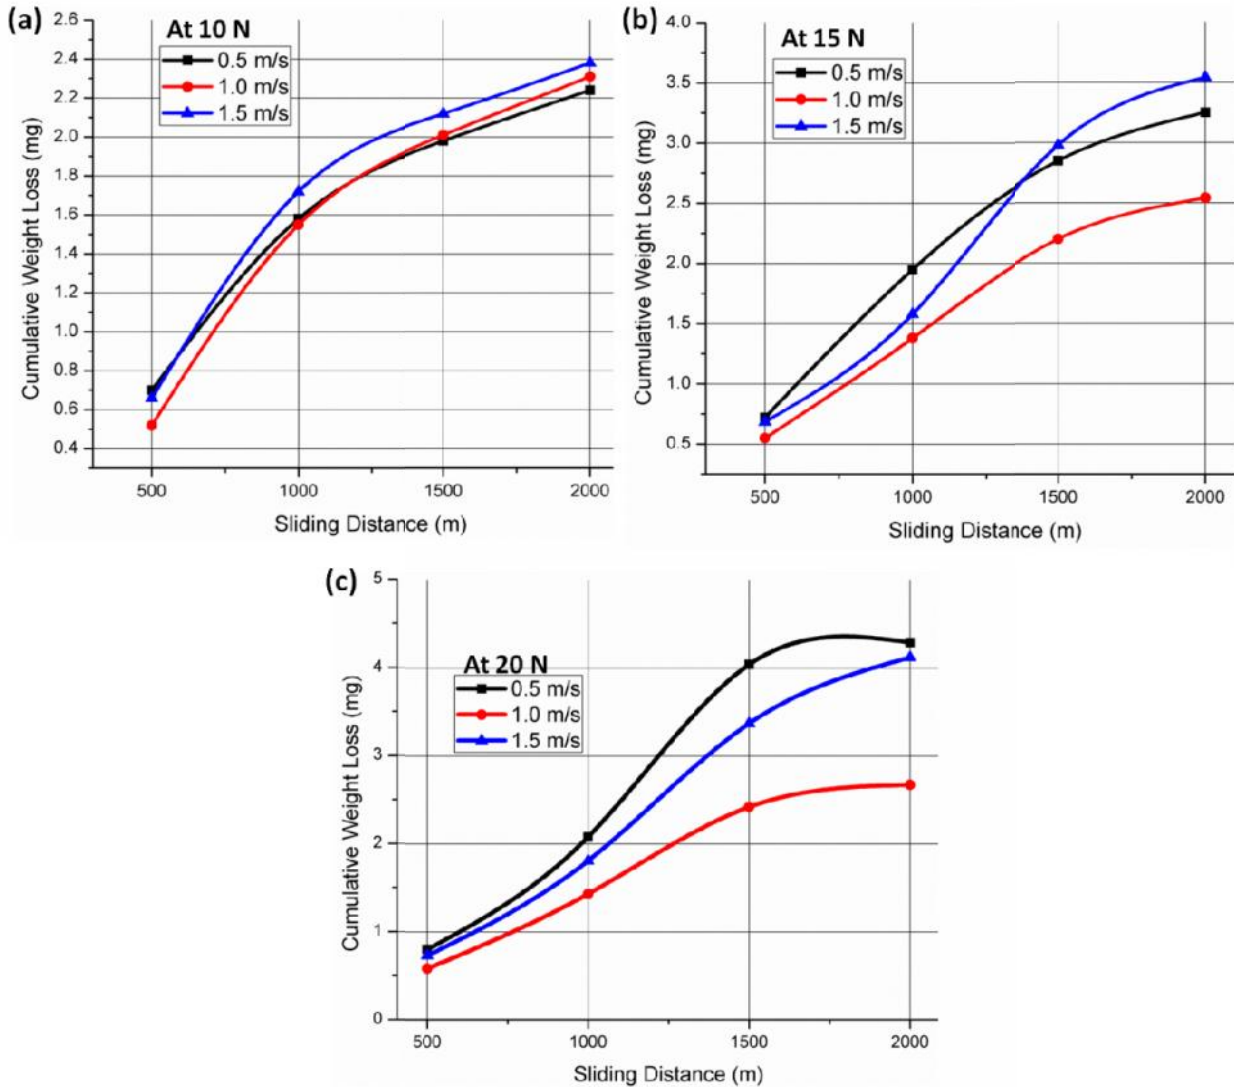 (a)
At 10 N
0.5 m/s
1.0 m/s
1.5 m/s
Cumulative Weight Loss (mg)
2.6
2.4
2.2
2.0
1.8
1.6
1.4
1.2
1.0
0.8
0.6
0.4
500 1000 1500 2000
Sliding Distance (m)
(b)
At 15 N
0.5 m/s
1.0 m/s
1.5 m/s
Cumulative Weight Loss (mg)
4.0
3.5
3.0
2.5
2.0
1.5
1.0
0.5
500 1000 1500 2000
Sliding Distance (m)
(c)
At 20 N
0.5 m/s
1.0 m/s
1.5 m/s
Cumulative Weight Loss (mg)
5
4
3
2
1
0
500 1000 1500 2000
Sliding Distance (m)